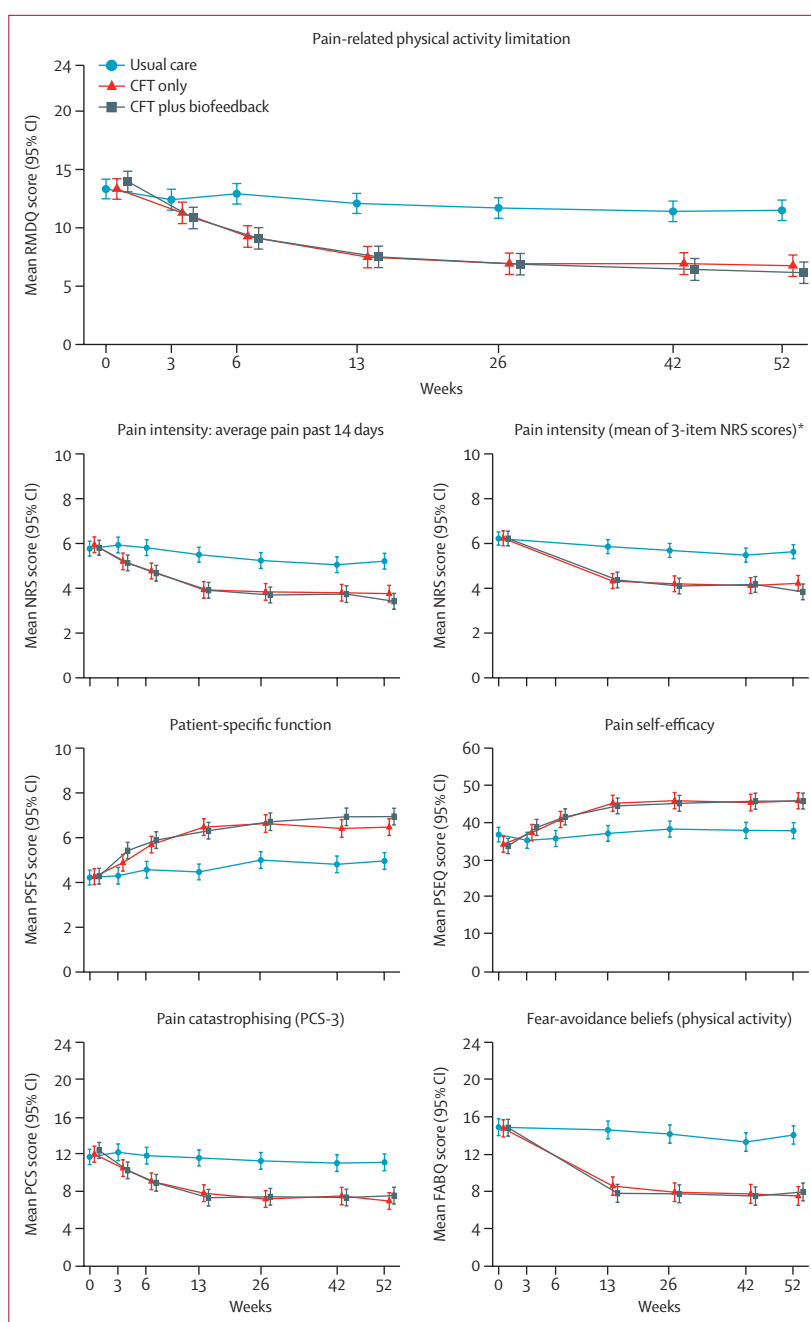 Pain-related physical activity limitation
Usual care
CFT only
CFT plus biofeedback
Mean RMDQ score (95% CI)
24
20
15
10
5
0
0 3 6 13 26 42 52
Weeks
Pain intensity: average pain past 14 days
Mean NRS score (95% CI)
10
8
6
4
2
0
Pain intensity (mean of 3-item NRS scores)*
Mean NRS score (95% CI)
10
8
6
4
2
0
Patient-specific function
Mean PSFS score (95% CI)
10
8
6
4
2
0
Pain self-efficacy
Mean PSEQ score (95% CI)
60
50
40
30
20
10
0
Pain catastrophising (PCS-3)
Mean PCS score (95% CI)
24
20
16
12
8
4
0
0 3 6 13 26 42 52
Weeks
Fear-avoidance beliefs (physical activity)
Mean FABQ score (95% CI)
24
20
16
12
8
4
0
0 3 6 13 26 42 52
Weeks